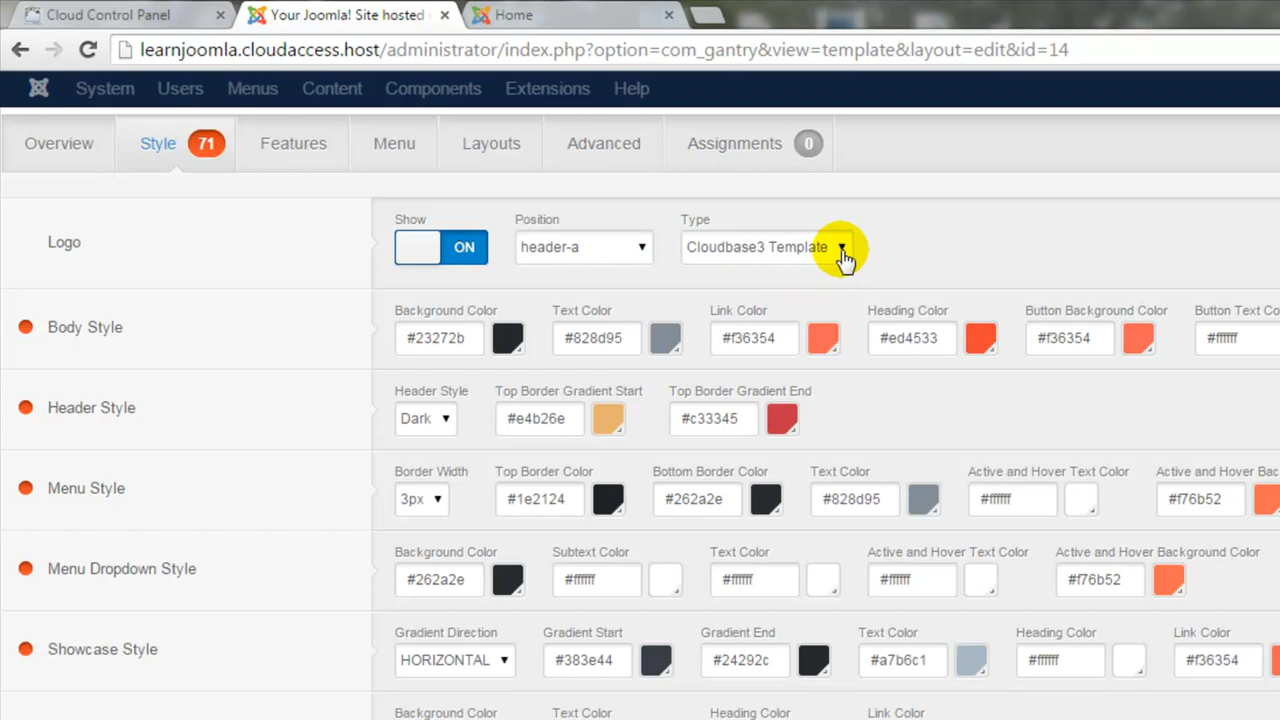 Cloud Control Panel
Your Joomla! Site hosted
Home
learnjoomla.cloudaccess.host/administrator/index.php?option=com_gantry&view=template&layout=edit&id=14
System Users Menus Content Components Extensions Help
Overview Style 71 Features Menu Layouts Advanced Assignments 0
Show Position Type
Logo ON header-a Cloudbase3 Template
Background Color Text Color Link Color Heading Color Button Background Color Button Text Color
Body Style #23272b #828d95 #f36354 #ed4533 #f36354 #ffffff
Header Style Top Border Gradient Start Top Border Gradient End
Header Style Dark #e4b26e #c33345
Border Width Top Border Color Bottom Border Color Text Color Active and Hover Text Color Active and Hover Bac
Menu Style 3px #1e2124 #262a2e #828d95 #ffffff #f76b52
Background Color Subtext Color Text Color Active and Hover Text Color Active and Hover Background Color
Menu Dropdown Style #262a2e #ffffff #ffffff #ffffff #f76b52
Gradient Direction Gradient Start Gradient End Text Color Heading Color Link Color
Showcase Style HORIZONTAL #383e44 #24292c #a7b6c1 #ffffff #f36354
Background Color Text Color Heading Color Link Color